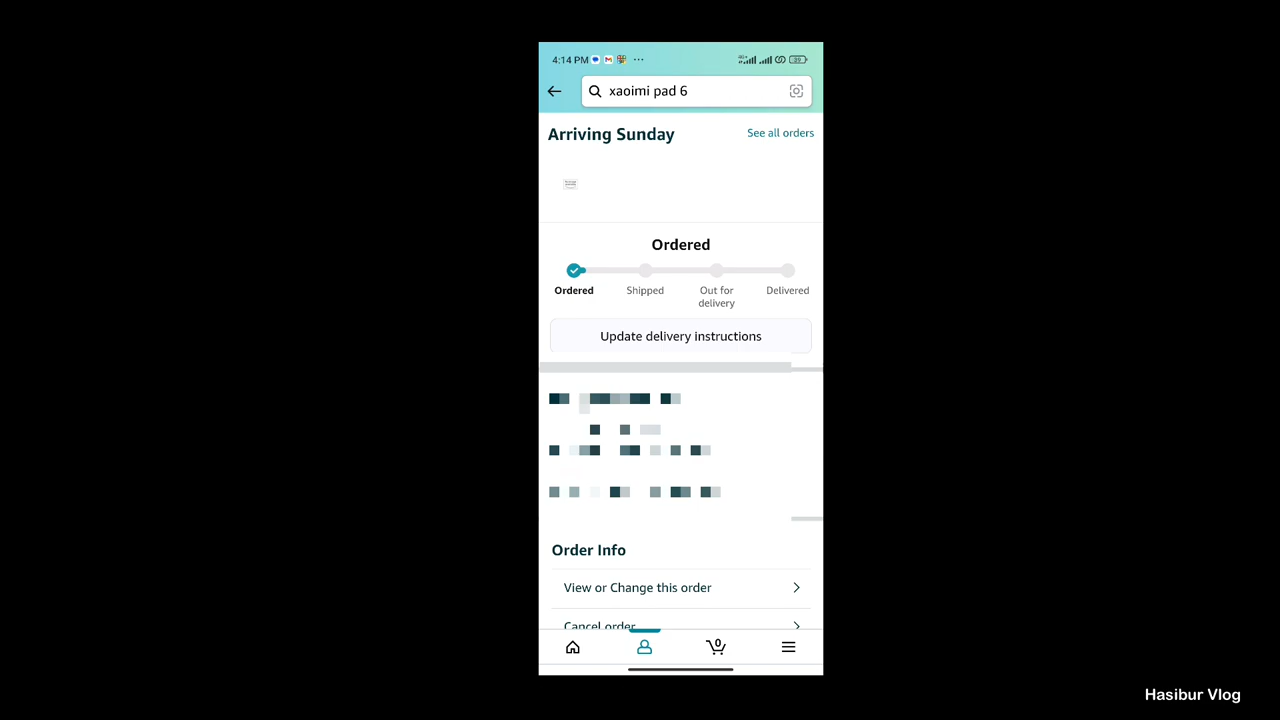 4:14 PM
xaoimi pad 6
Arriving Sunday
See all orders
Ordered
Ordered
Shipped
Out for
delivery
Delivered
Update delivery instructions
Order Info
View or Change this order
Cancel order
0
Hasibur Vlog